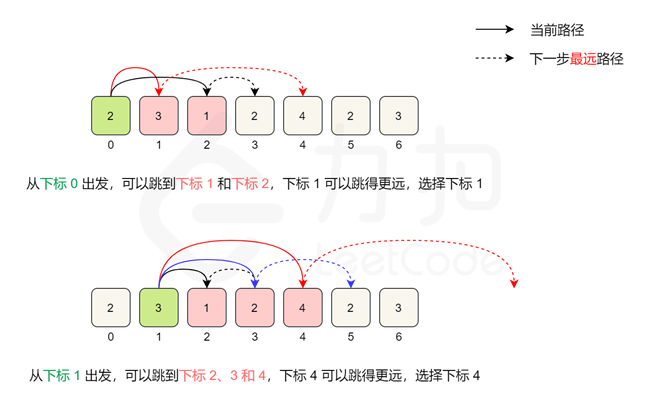 当前路径
下一步最远路径
2 3 1 2 4 2 3
0 1 2 3 4 5 6
从下标 0 出发，可以跳到下标 1 和下标 2，下标 1 可以跳得更远，选择下标 1
力扣
LeetCode
2 3 1 2 4 2 3
0 1 2 3 4 5 6
从下标 1 出发，可以跳到下标 2、3 和 4，下标 4 可以跳得更远，选择下标 4